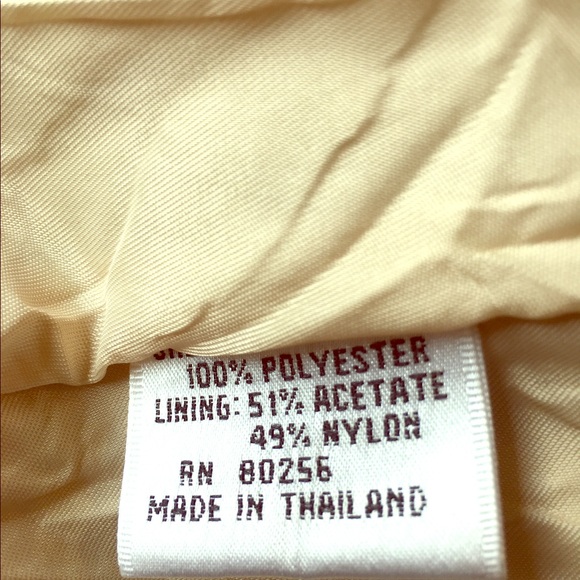 100% POLYESTER
LINING: 51% ACETATE
49% NYLON
RN 80256
MADE IN THAILAND